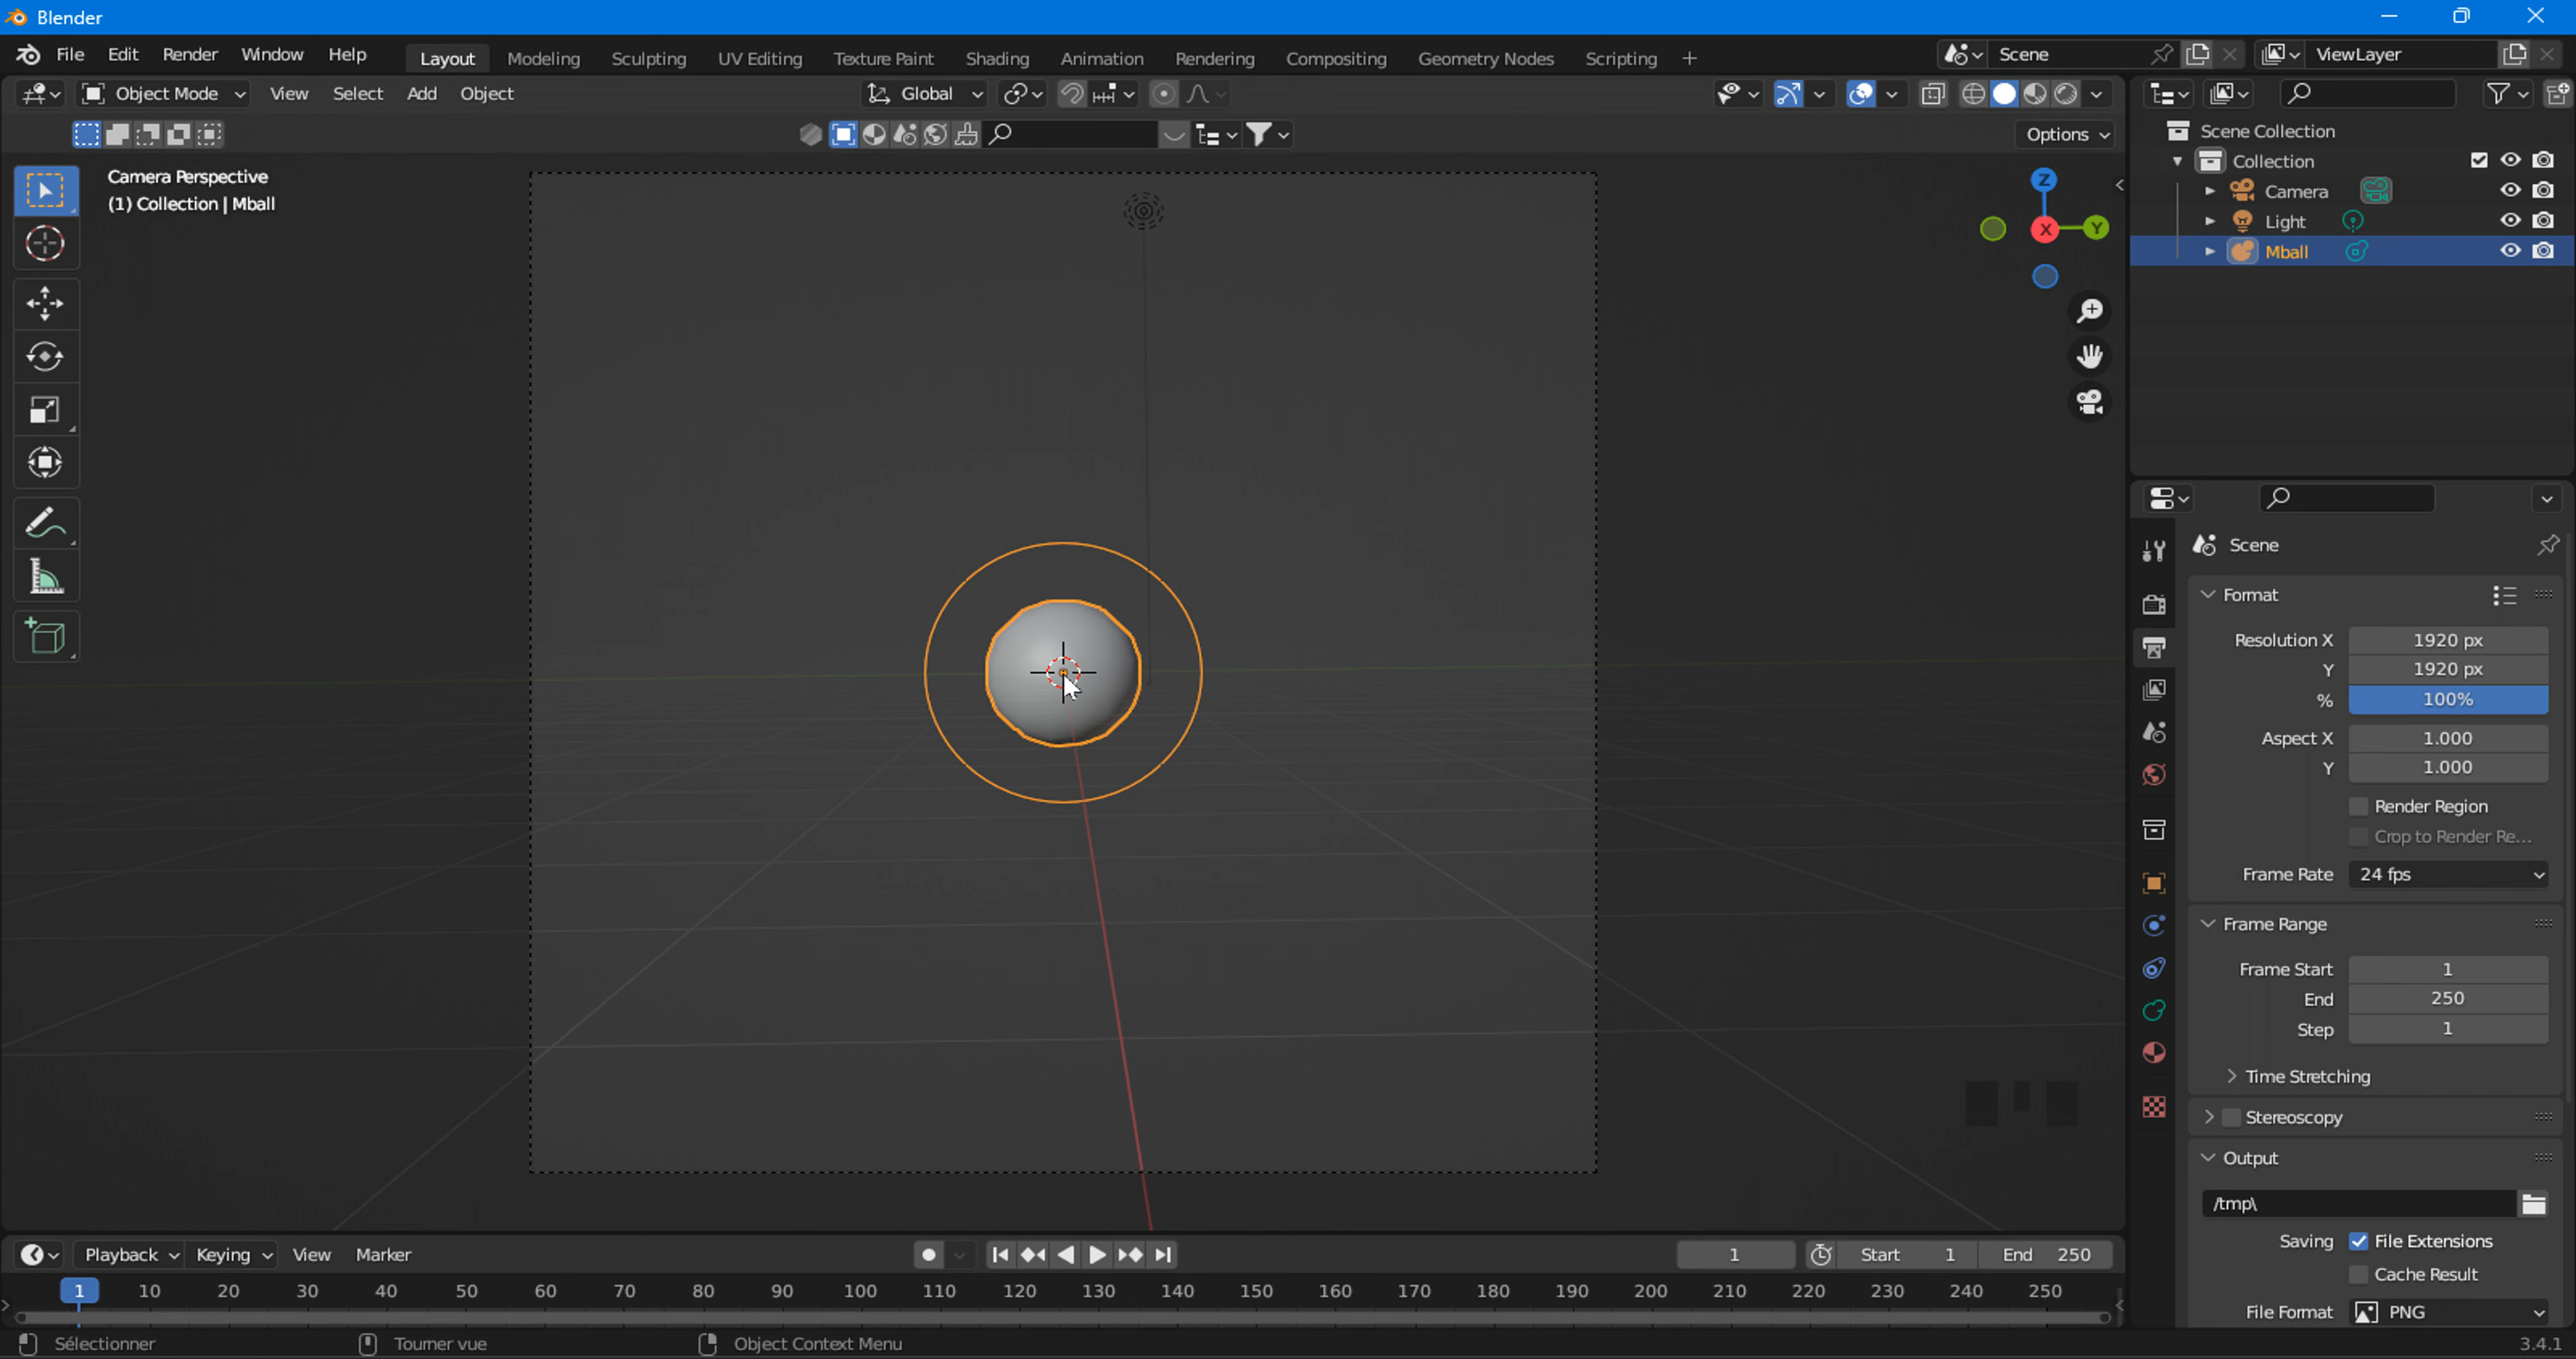 Blender
File Edit Render Window Help Layout Modeling Sculpting UV Editing Texture Paint Shading Animation Rendering Compositing Geometry Nodes Scripting + Scene ViewLayer
Object Mode View Select Add Object Global
Options
Camera Perspective
(1) Collection | Mball
Z
X
Y
Scene Collection
Collection
Camera
Light
Mball
Scene
Format
Resolution X 1920 px
Y 1920 px
% 100%
Aspect X 1.000
Y 1.000
Render Region
Crop to Render Re...
Frame Rate 24 fps
Frame Range
Frame Start 1
End 250
Step 1
Time Stretching
Stereoscopy
Output
/tmp\
Saving File Extensions
Cache Result
File Format PNG
Playback Keying View Marker 1 Start 1 End 250
1 10 20 30 40 50 60 70 80 90 100 110 120 130 140 150 160 170 180 190 200 210 220 230 240 250
Sélectionner Tourner vue Object Context Menu 3.4.1